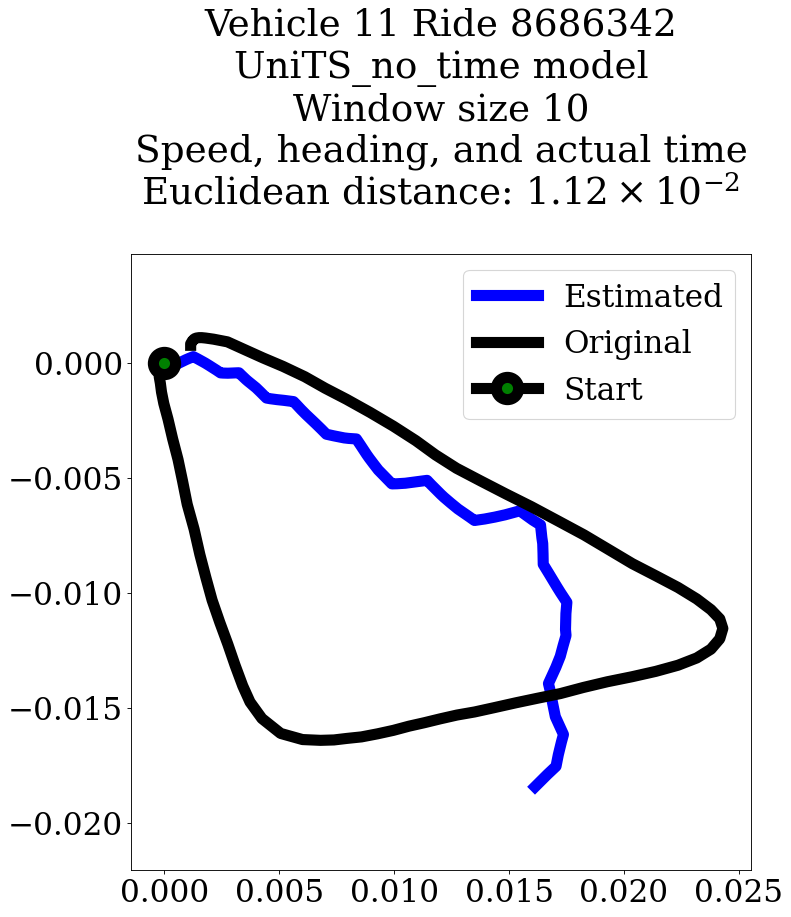 Vehicle 11 Ride 8686342
UniTS_no_time model
Window size 10
Speed, heading, and actual time
Euclidean distance: 1.12 × 10⁻²
Estimated
Original
Start
0.000
−0.005
−0.010
−0.015
−0.020
0.000 0.005 0.010 0.015 0.020 0.025